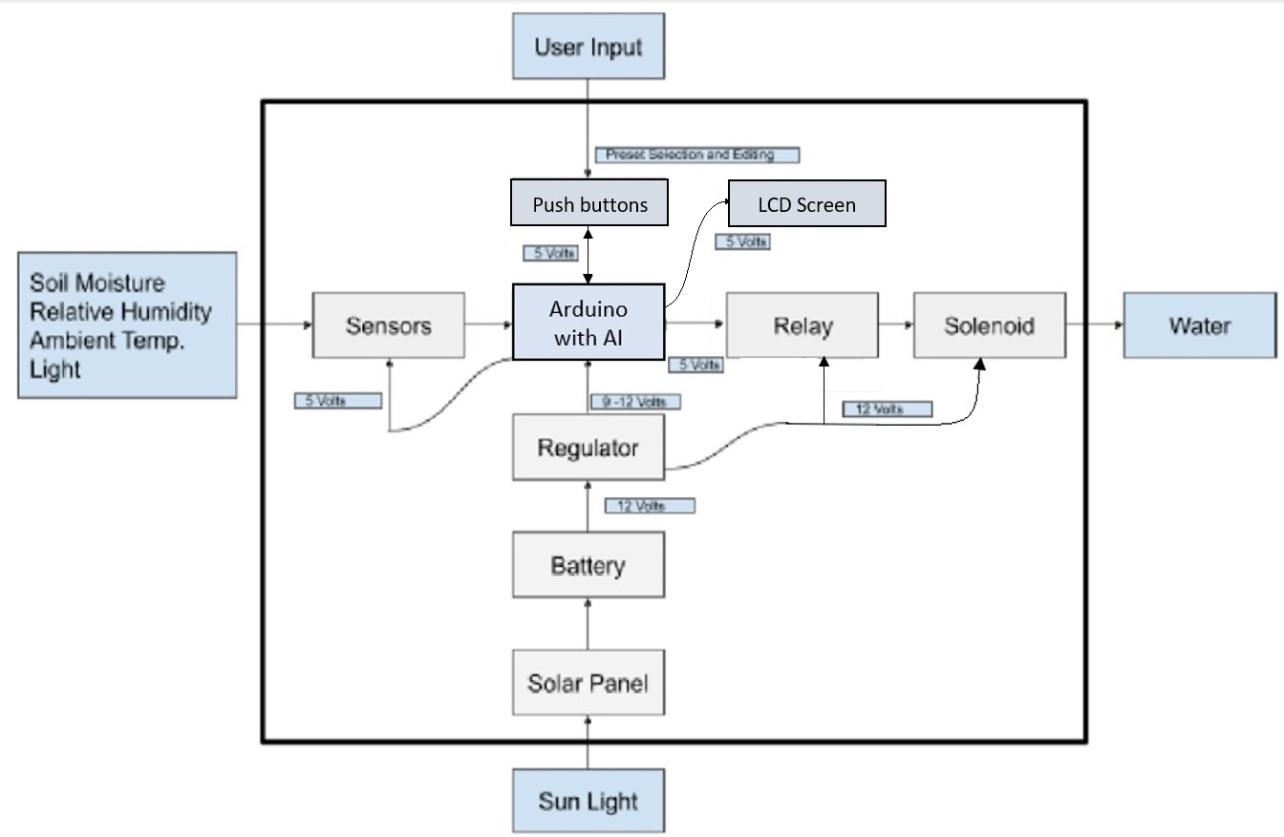 User Input
Preset Selection and Editing
Push buttons
LCD Screen
5 Volts
5 Volts
Soil Moisture
Relative Humidity
Ambient Temp.
Light
Sensors
Arduino
with AI
Relay
Solenoid
Water
5 Volts
5 Volts
9 -12 Volts
12 Volts
Regulator
12 Volts
Battery
Solar Panel
Sun Light